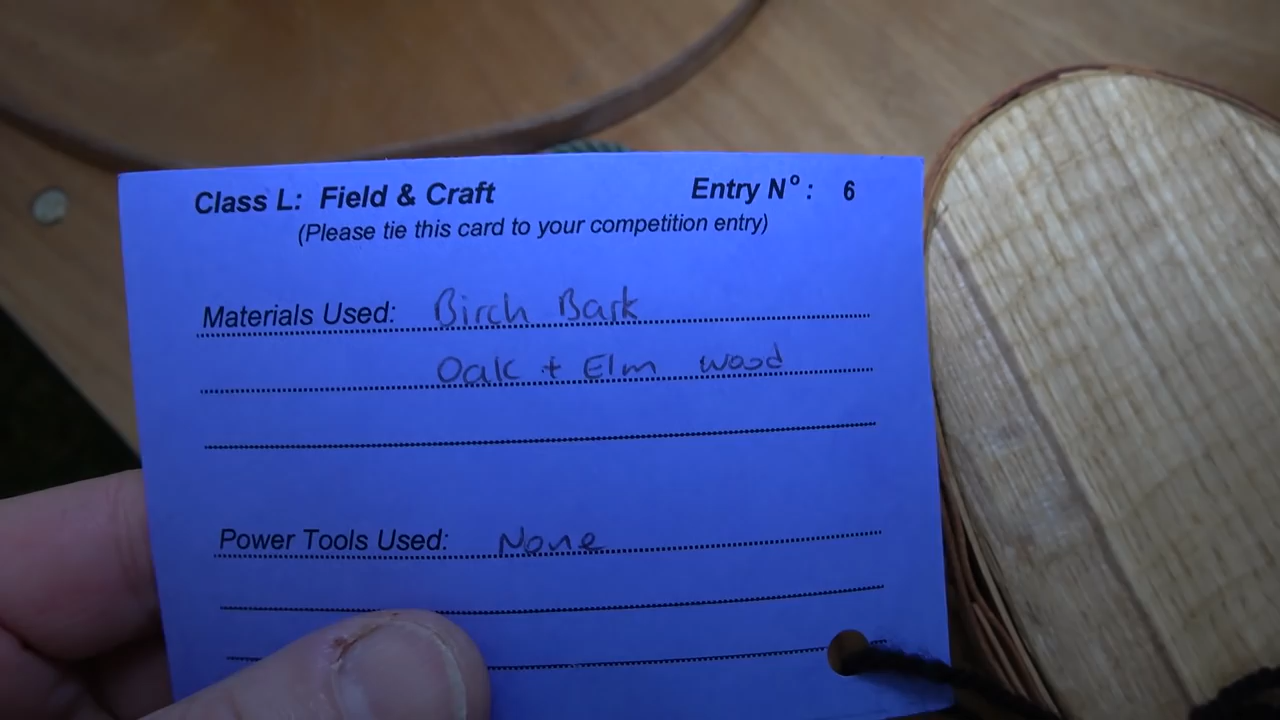 Class L: Field & Craft Entry Nº: 6
(Please tie this card to your competition entry)
Materials Used: Birch Bark
Oak + Elm wood
Power Tools Used: None